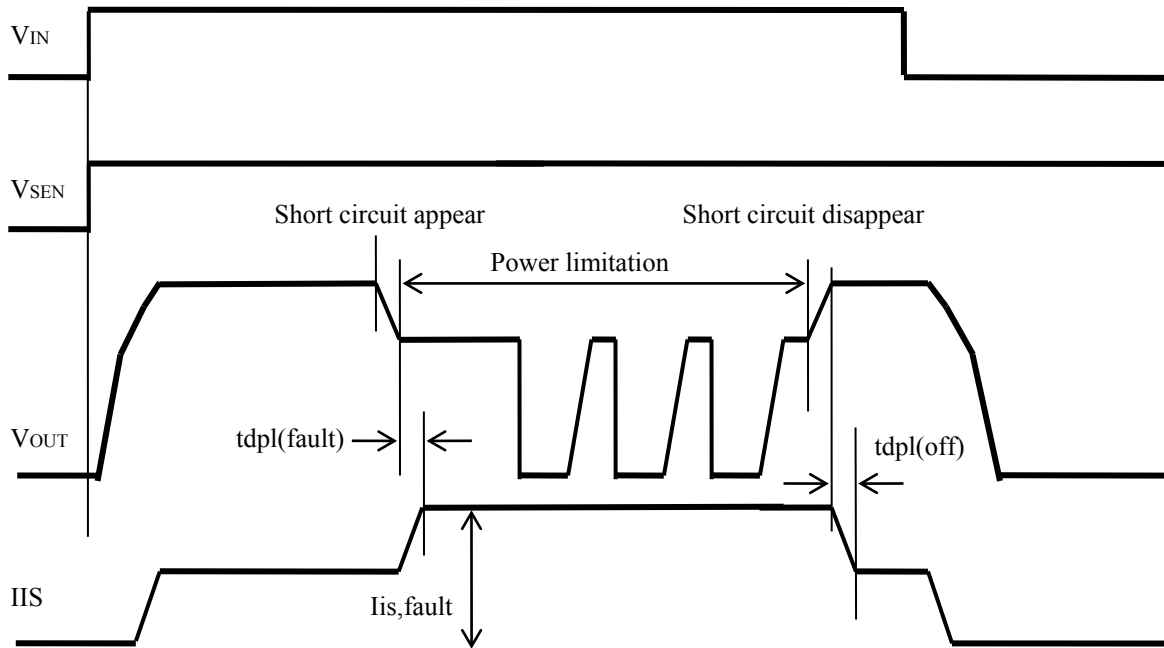 VIN
VSEN
Short circuit appear
Short circuit disappear
Power limitation
VOUT
tdpl(fault)
tdpl(off)
IIS
Iis,fault